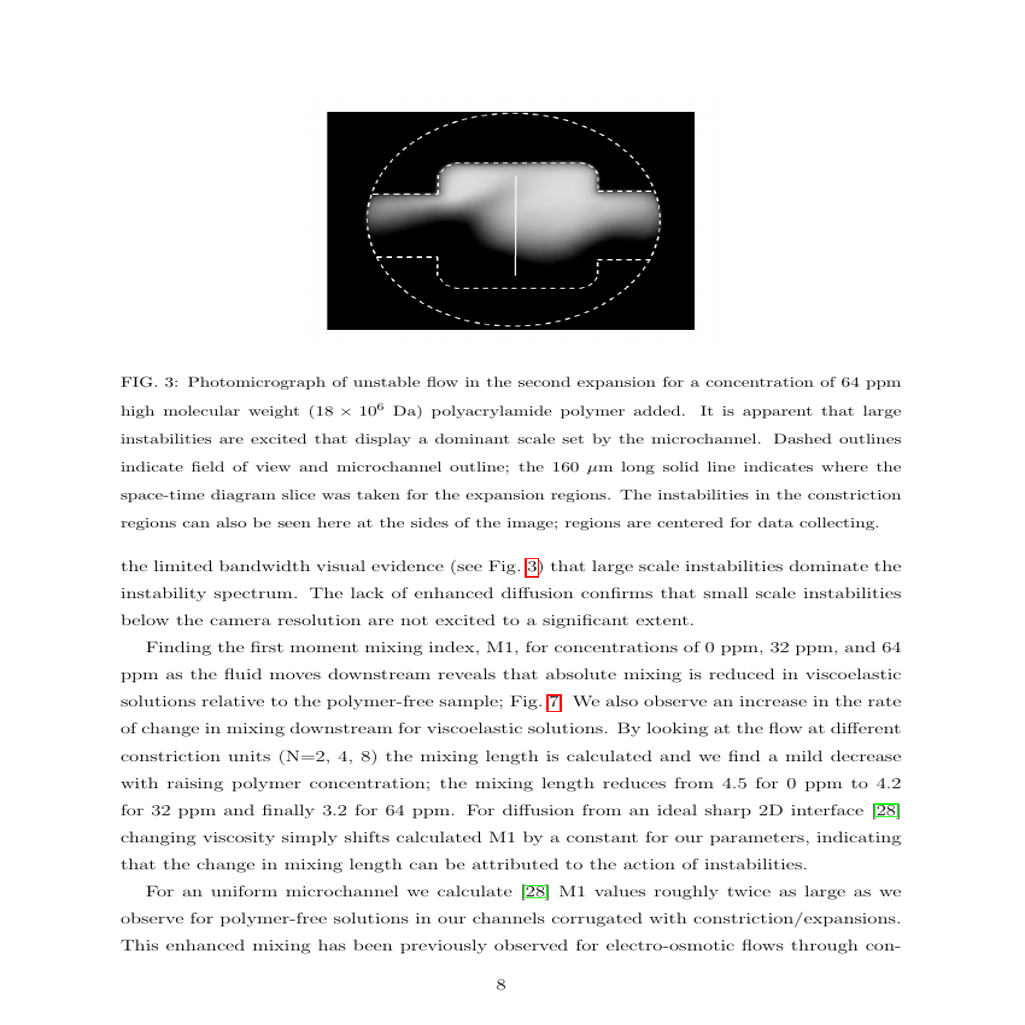 FIG. 3: Photomicrograph of unstable flow in the second expansion for a concentration of 64 ppm
high molecular weight (18 × 10⁶ Da) polyacrylamide polymer added. It is apparent that large
instabilities are excited that display a dominant scale set by the microchannel. Dashed outlines
indicate field of view and microchannel outline; the 160 μm long solid line indicates where the
space-time diagram slice was taken for the expansion regions. The instabilities in the constriction
regions can also be seen here at the sides of the image; regions are centered for data collecting.
the limited bandwidth visual evidence (see Fig. 3) that large scale instabilities dominate the
instability spectrum. The lack of enhanced diffusion confirms that small scale instabilities
below the camera resolution are not excited to a significant extent.
Finding the first moment mixing index, M1, for concentrations of 0 ppm, 32 ppm, and 64
ppm as the fluid moves downstream reveals that absolute mixing is reduced in viscoelastic
solutions relative to the polymer-free sample; Fig. 7. We also observe an increase in the rate
of change in mixing downstream for viscoelastic solutions. By looking at the flow at different
constriction units (N=2, 4, 8) the mixing length is calculated and we find a mild decrease
with raising polymer concentration; the mixing length reduces from 4.5 for 0 ppm to 4.2
for 32 ppm and finally 3.2 for 64 ppm. For diffusion from an ideal sharp 2D interface [28]
changing viscosity simply shifts calculated M1 by a constant for our parameters, indicating
that the change in mixing length can be attributed to the action of instabilities.
For an uniform microchannel we calculate [28] M1 values roughly twice as large as we
observe for polymer-free solutions in our channels corrugated with constriction/expansions.
This enhanced mixing has been previously observed for electro-osmotic flows through con-
8